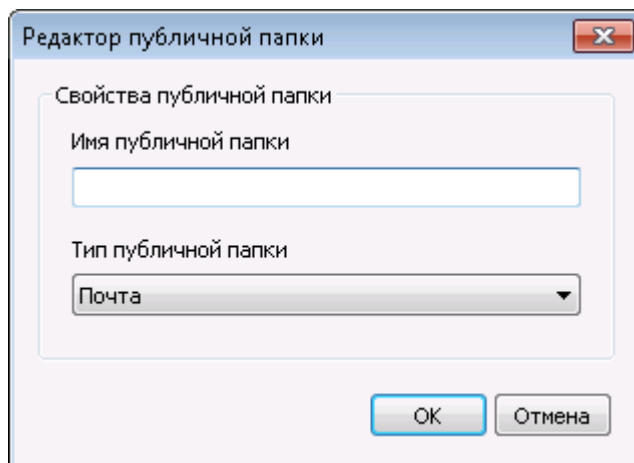 Редактор публичной папки
Свойства публичной папки
Имя публичной папки
Тип публичной папки
Почта
OK
Отмена